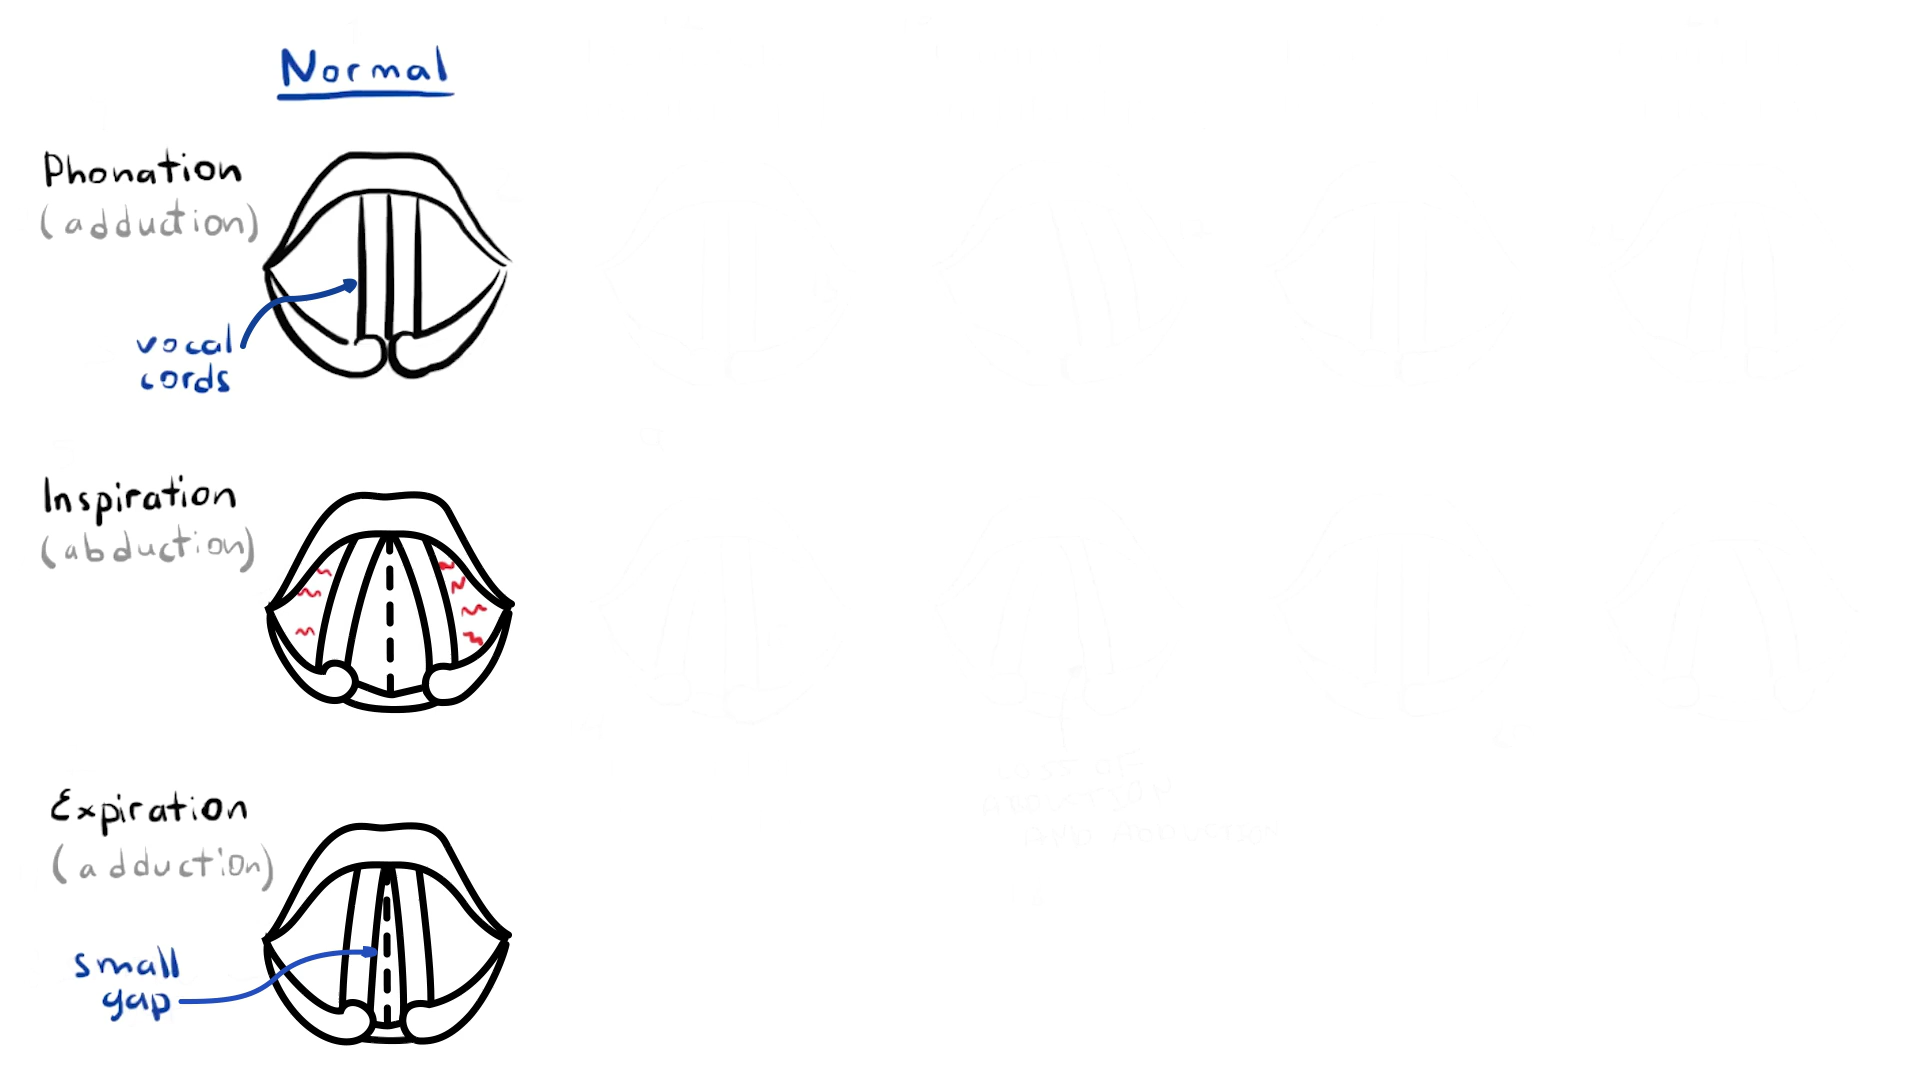 Normal
Phonation
(adduction)
vocal
cords
Inspiration
(abduction)
Expiration
(adduction)
small
gap